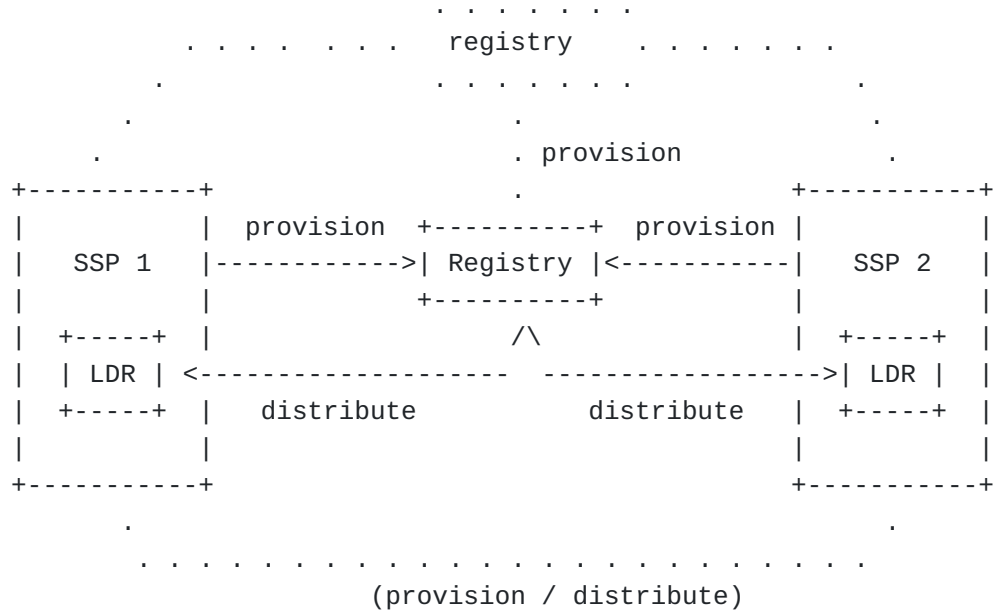 registry
provision
provision provision
SSP 1 Registry SSP 2
LDR LDR
distribute distribute
(provision / distribute)